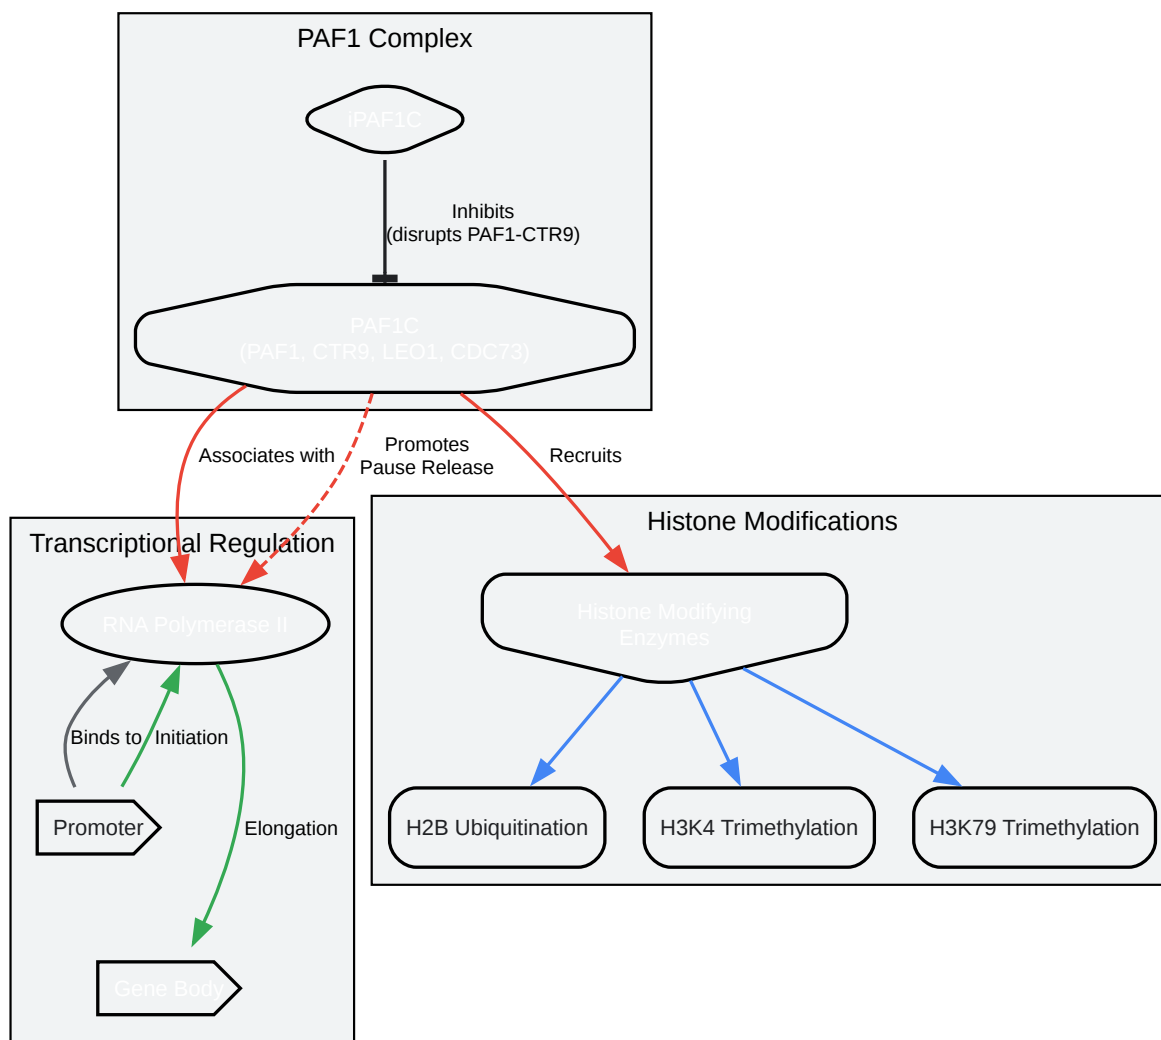 PAF1 Complex
iPAF1C
Inhibits
(disrupts PAF1-CTR9)
PAF1C
(PAF1, CTR9, LEO1, CDC73)
Associates with
Promotes
Pause Release
Recruits
Transcriptional Regulation
RNA Polymerase II
Binds to
Initiation
Promoter
Elongation
Gene Body
Histone Modifications
Histone Modifying
Enzymes
H2B Ubiquitination
H3K4 Trimethylation
H3K79 Trimethylation